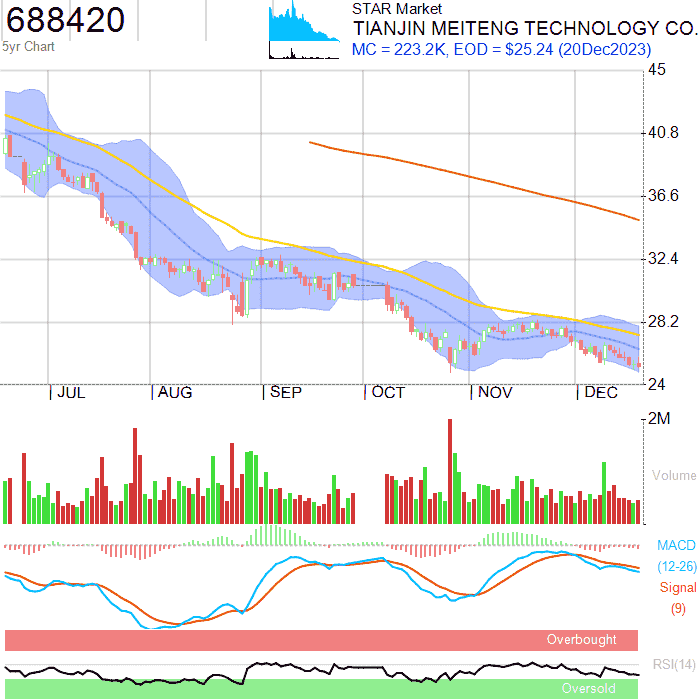 688420
STAR Market
TIANJIN MEITENG TECHNOLOGY CO.
5yr Chart
MC = 223.2K, EOD = $25.24 (20Dec2023)
45
40.8
36.6
32.4
28.2
24
JUL AUG SEP OCT NOV DEC
2M
Volume
MACD
(12-26)
Signal
(9)
Overbought
RSI(14)
Oversold